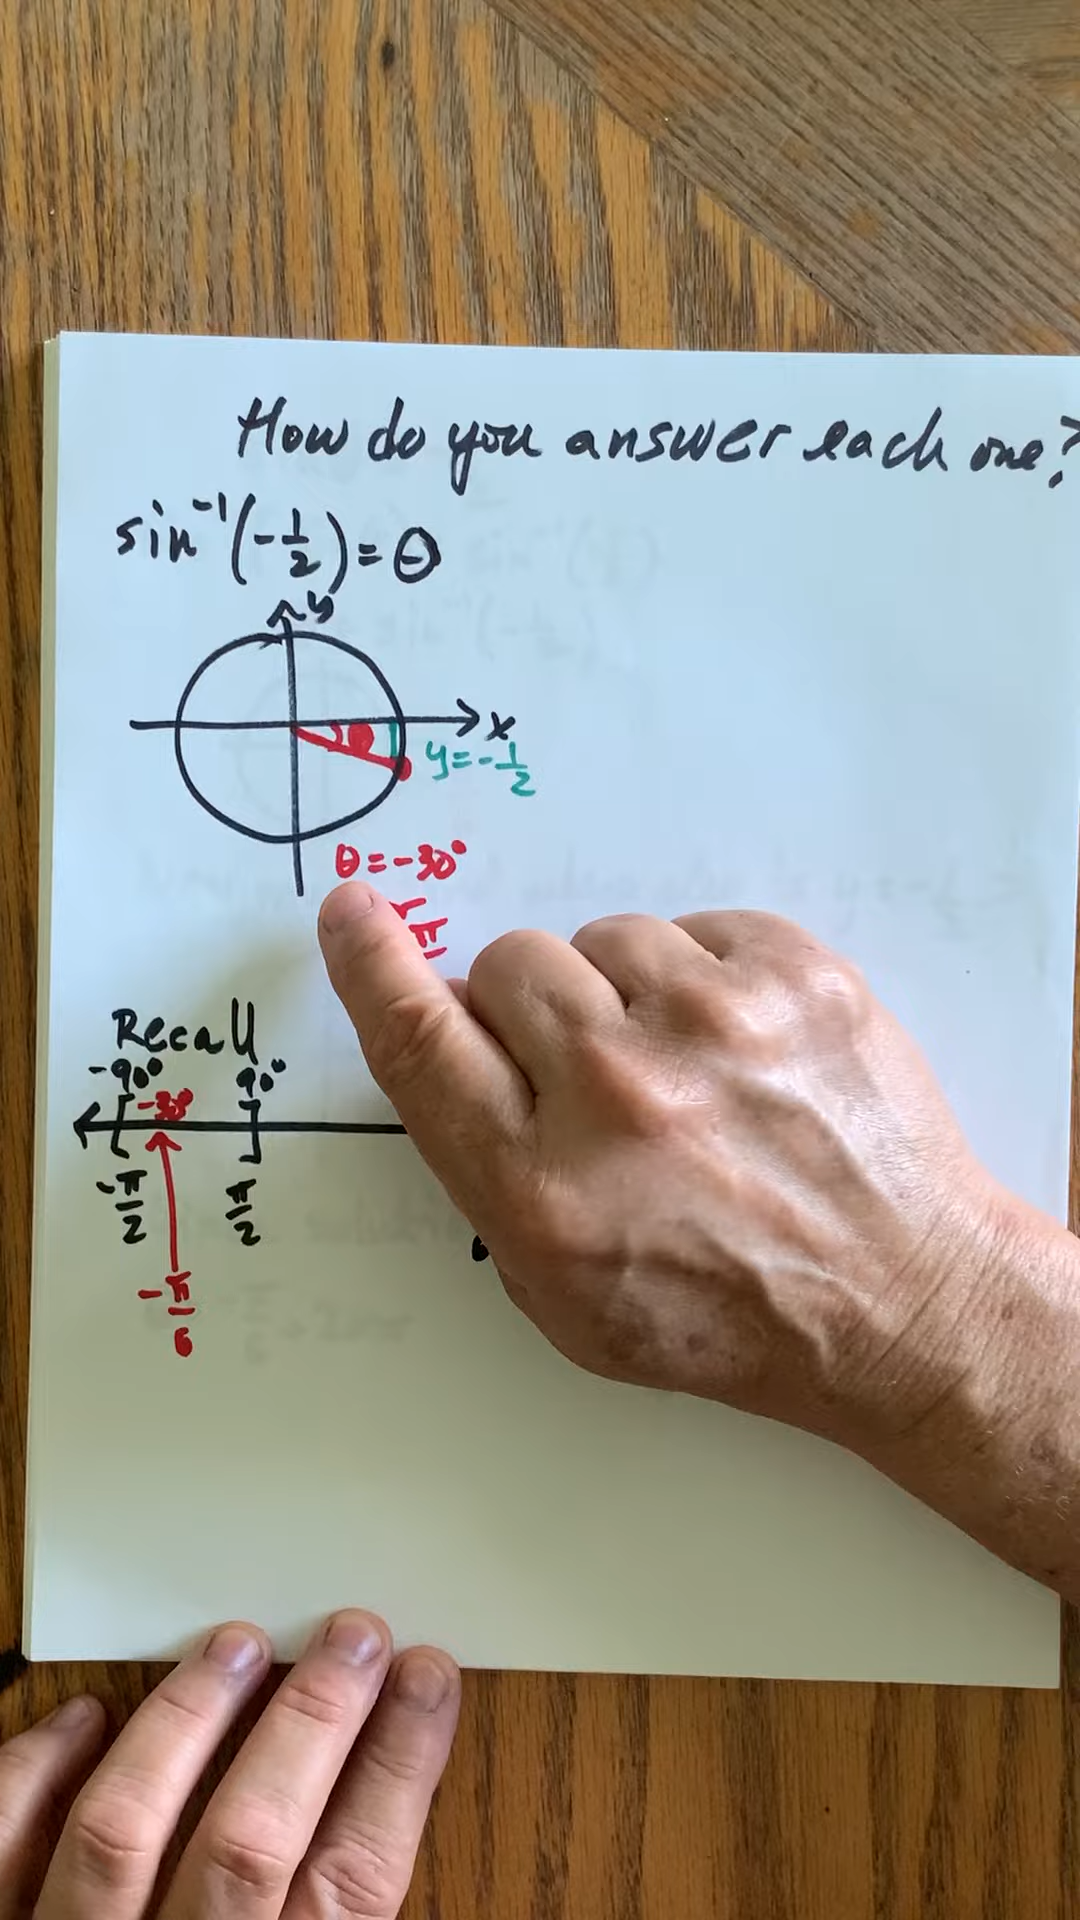 How do you answer each one?
sin⁻¹(-1/2) = θ
y
x
y = -1/2
θ = -30°
π
Recall
-90° 90°
-30°
-π/2 π/2
-π/6